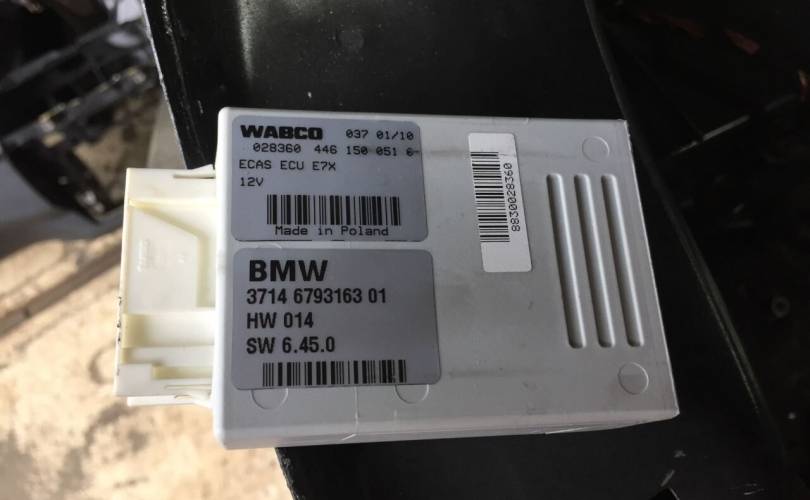 WABCO 037 01/10
028360 446 150 051 6
ECAS ECU E7X
12V
Made in Poland
BMW
3714 6793163 01
HW 014
SW 6.45.0
8830028360